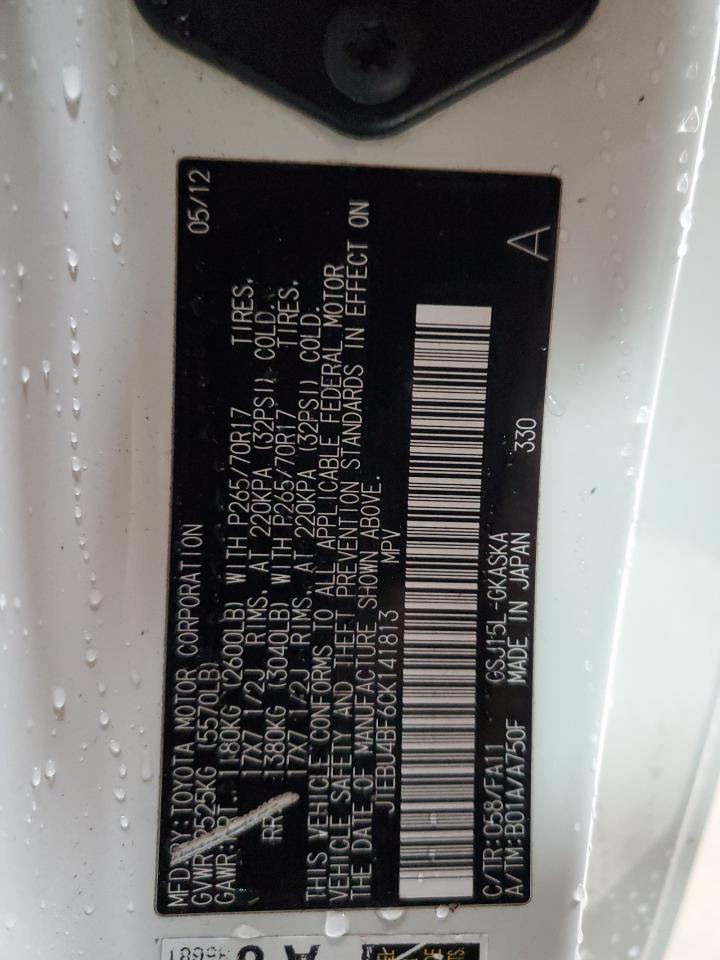 MFD. BY: TOYOTA MOTOR CORPORATION 05/12
GVWR: 2525KG (5570LB)
GAWR: FRT. 1180KG (2600LB) WITH P265/70R17 TIRES,
17X7 1/2J RIMS, AT 220KPA (32PSI) COLD.
RR. 1380KG (3040LB) WITH P265/70R17 TIRES,
17X7 1/2J RIMS, AT 220KPA (32PSI) COLD.
THIS VEHICLE CONFORMS TO ALL APPLICABLE FEDERAL MOTOR
VEHICLE SAFETY AND THEFT PREVENTION STANDARDS IN EFFECT ON
THE DATE OF MANUFACTURE SHOWN ABOVE.
JTEBU4BF6CK141813 MPV
C/TR: 058/FA11 GSJ15L-GKASKA A
A/TM: B01A/A750F MADE IN JAPAN 330